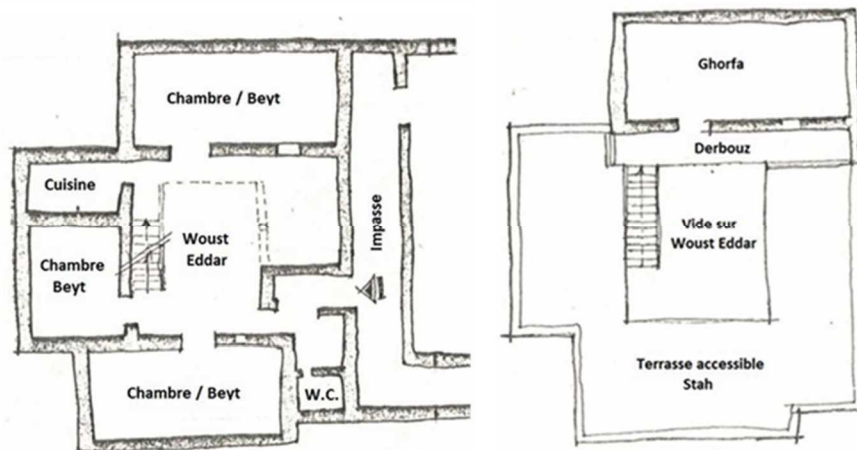 Chambre / Beyt
Cuisine
Impasse
Woust
Eddar
Chambre
Beyt
Chambre / Beyt
W.C.
Ghorfa
Derbouz
Vide sur
Woust Eddar
Terrasse accessible
Stah